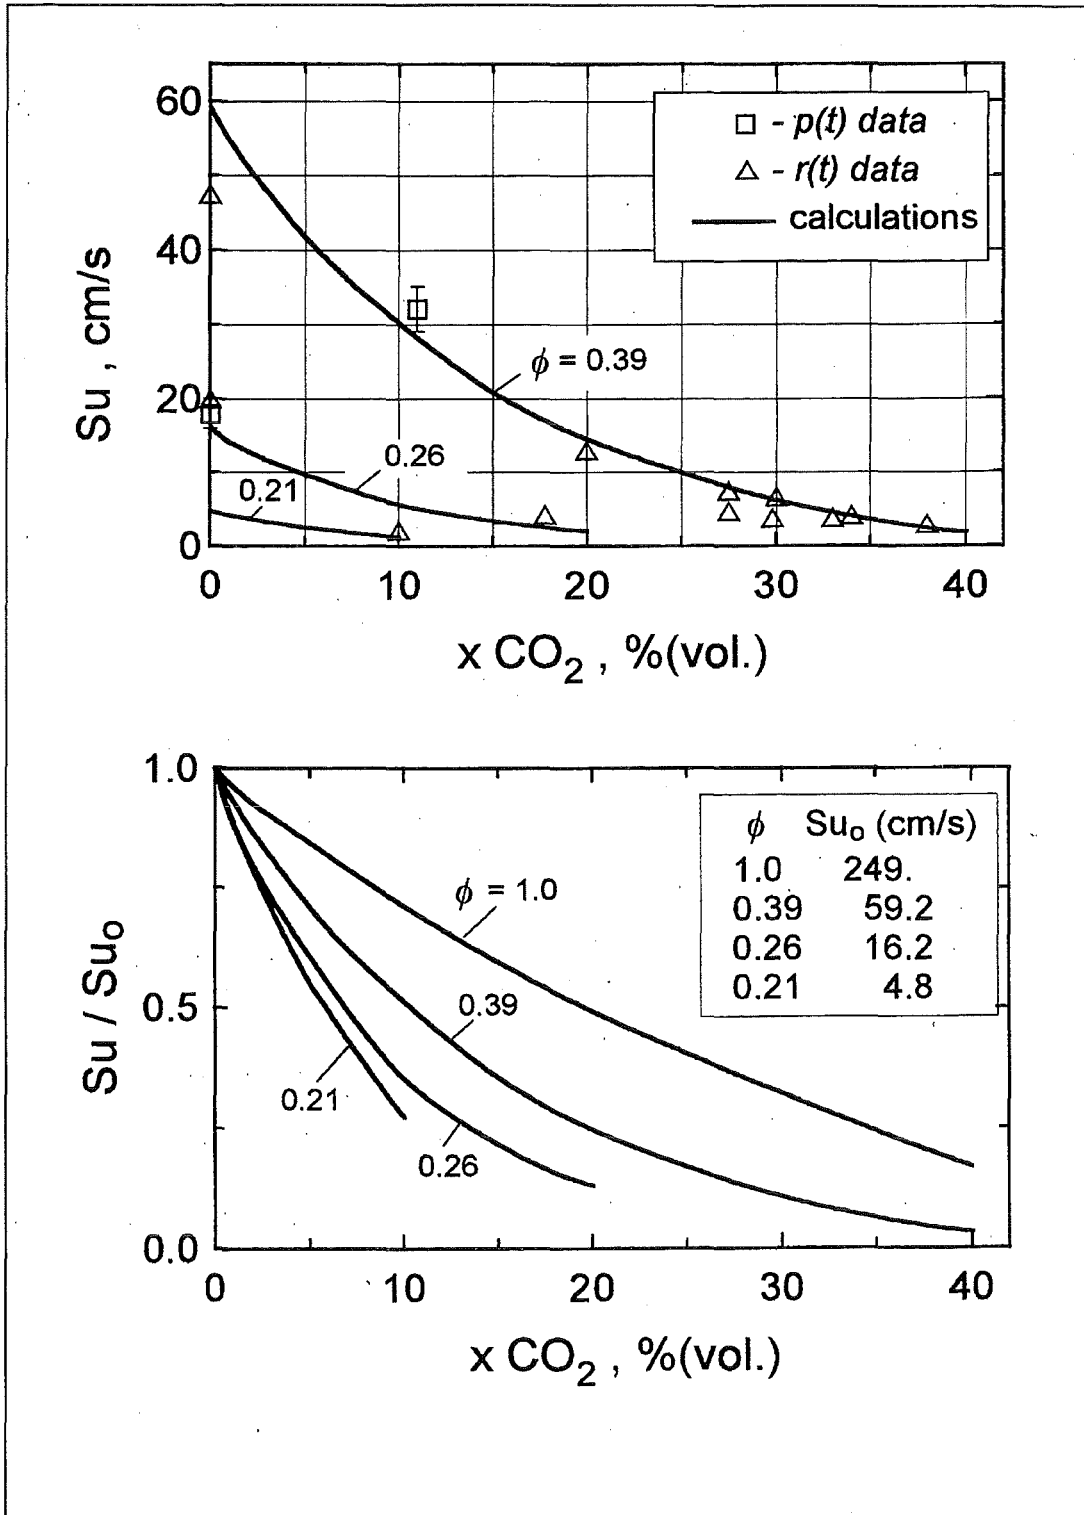 60
40
20
0
Su , cm/s
□ - p(t) data
△ - r(t) data
calculations
ϕ = 0.39
0.26
0.21
0 10 20 30 40
x CO₂ , %(vol.)
1.0
0.5
0.0
Su / Su₀
ϕ Su₀ (cm/s)
1.0 249.
0.39 59.2
0.26 16.2
0.21 4.8
ϕ = 1.0
0.39
0.21
0.26
0 10 20 30 40
x CO₂ , %(vol.)